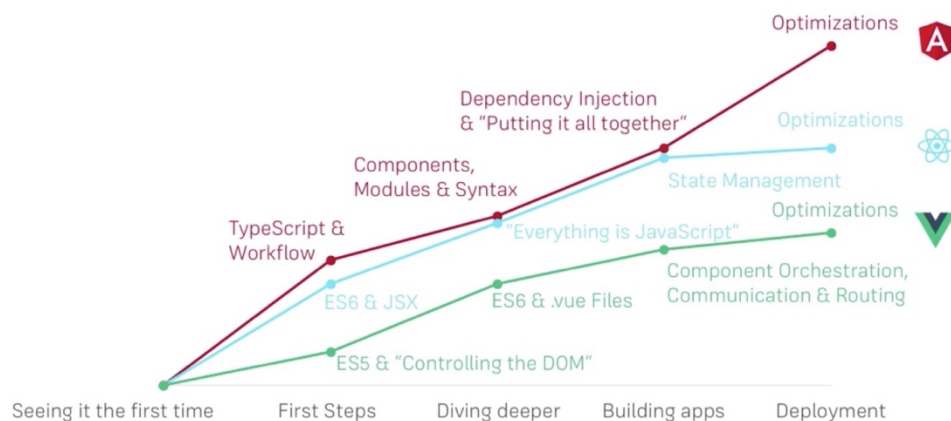 Optimizations
A
Dependency Injection
& “Putting it all together”
Optimizations
Components,
Modules & Syntax
State Management
TypeScript &
Workflow
Optimizations
“Everything is JavaScript”
ES6 & JSX
ES6 & .vue Files
Component Orchestration,
Communication & Routing
ES5 & “Controlling the DOM”
Seeing it the first time
First Steps
Diving deeper
Building apps
Deployment